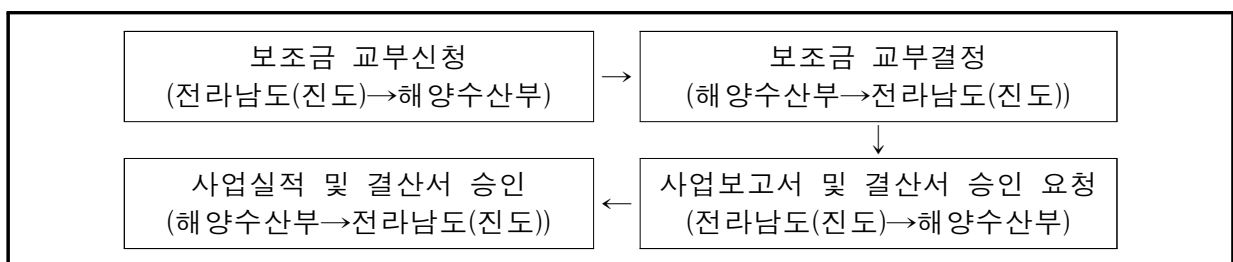 보조금 교부신청
(전라남도(진도)→해양수산부)
→
보조금 교부결정
(해양수산부→전라남도(진도))
↓
사업보고서 및 결산서 승인 요청
(전라남도(진도)→해양수산부)
←
사업실적 및 결산서 승인
(해양수산부→전라남도(진도))